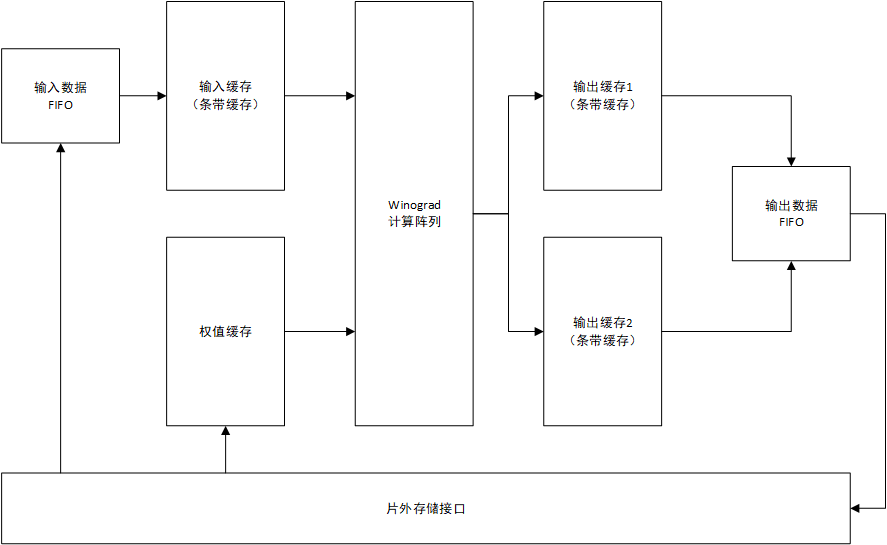 输入数据
FIFO
输入缓存
（条带缓存）
权值缓存
Winograd
计算阵列
输出缓存1
（条带缓存）
输出缓存2
（条带缓存）
输出数据
FIFO
片外存储接口